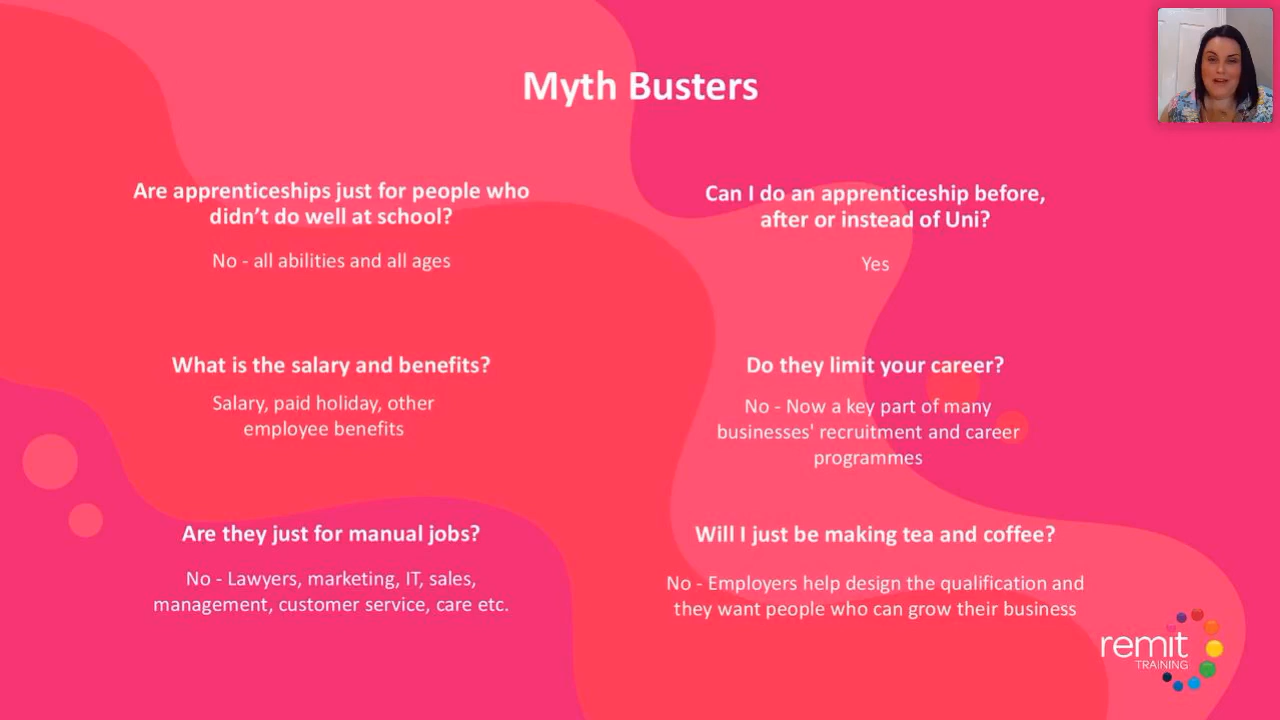 Myth Busters
Are apprenticeships just for people who
didn’t do well at school?
No - all abilities and all ages
Can I do an apprenticeship before,
after or instead of Uni?
Yes
What is the salary and benefits?
Salary, paid holiday, other
employee benefits
Do they limit your career?
No - Now a key part of many
businesses' recruitment and career
programmes
Are they just for manual jobs?
No - Lawyers, marketing, IT, sales,
management, customer service, care etc.
Will I just be making tea and coffee?
No - Employers help design the qualification and
they want people who can grow their business
remit
TRAINING